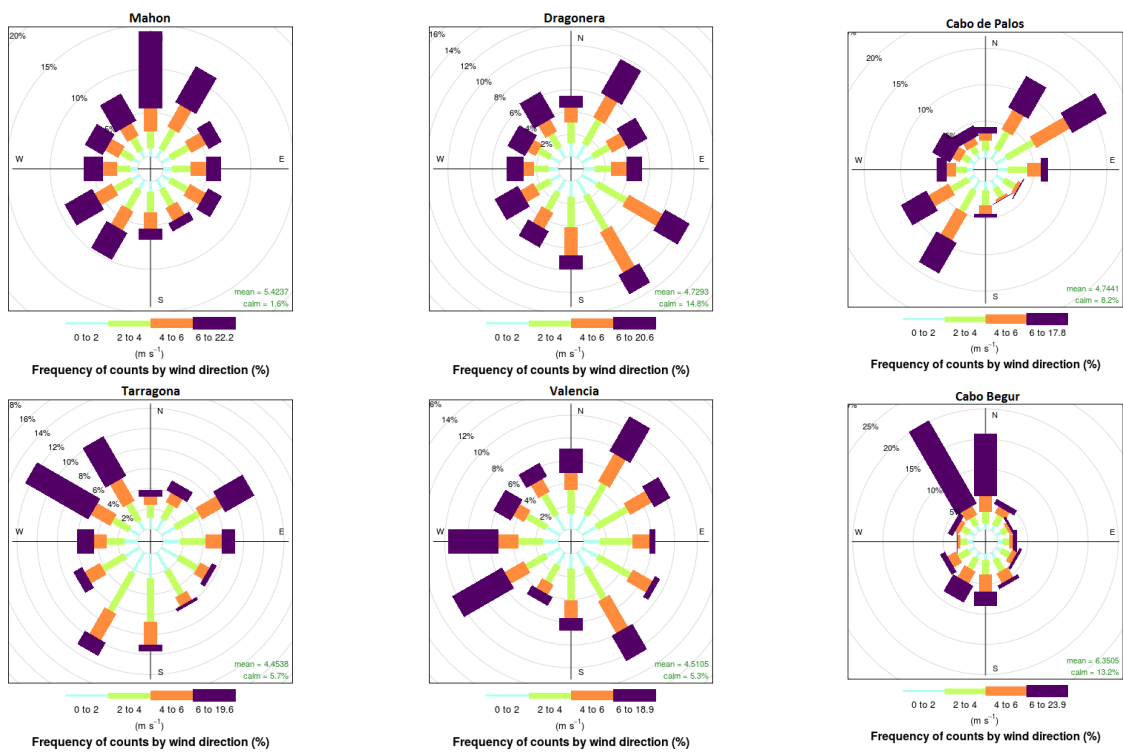 Mahon
20%
15%
10%
5%
W
E
S
mean = 5.4237
calm = 1.6%
0 to 2
2 to 4
4 to 6
6 to 22.2
(m s⁻¹)
Frequency of counts by wind direction (%)
Dragonera
16%
14%
12%
10%
8%
6%
4%
2%
N
W
E
S
mean = 4.7293
calm = 14.8%
0 to 2
2 to 4
4 to 6
6 to 20.6
(m s⁻¹)
Frequency of counts by wind direction (%)
Cabo de Palos
20%
15%
10%
N
W
E
S
mean = 4.7441
calm = 8.2%
0 to 2
2 to 4
4 to 6
6 to 17.8
(m s⁻¹)
Frequency of counts by wind direction (%)
Tarragona
8%
16%
14%
12%
10%
8%
6%
4%
2%
N
W
E
S
mean = 4.4538
calm = 5.7%
0 to 2
2 to 4
4 to 6
6 to 19.6
(m s⁻¹)
Frequency of counts by wind direction (%)
Valencia
6%
14%
12%
10%
8%
6%
4%
2%
N
W
E
S
mean = 4.5105
calm = 5.3%
0 to 2
2 to 4
4 to 6
6 to 18.9
(m s⁻¹)
Frequency of counts by wind direction (%)
Cabo Begur
25%
20%
15%
10%
N
W
E
S
mean = 6.3505
calm = 13.2%
0 to 2
2 to 4
4 to 6
6 to 23.9
(m s⁻¹)
Frequency of counts by wind direction (%)